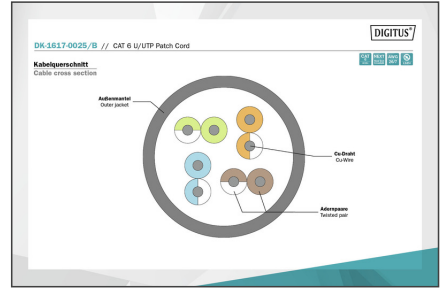 DIGITUS®
DK-1617-0025/B // CAT 6 U/UTP Patch Cord
Kabelquerschnitt
Cable cross section
Außenmantel
Outer jacket
Cu-Draht
Cu-Wire
Adernpaare
Twisted pair